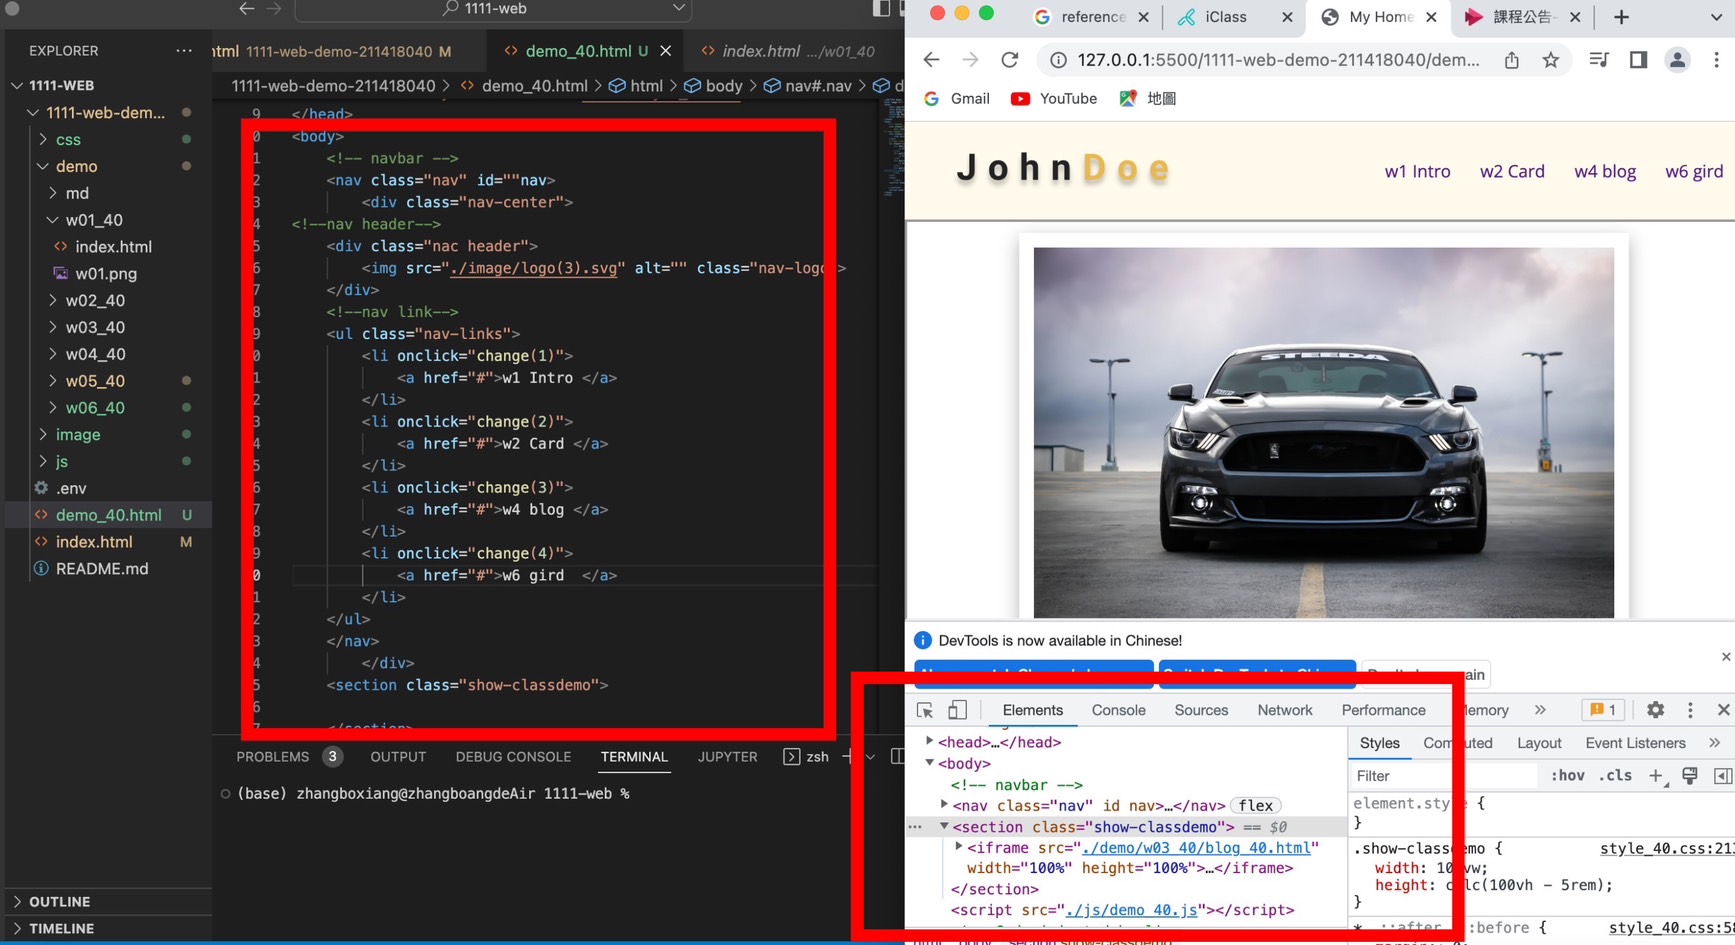 1111-web
EXPLORER
1111-WEB
1111-web-dem...
css
demo
md
w01_40
index.html
w01.png
w02_40
w03_40
w04_40
w05_40
w06_40
image
js
.env
demo_40.html U
index.html M
README.md
OUTLINE
TIMELINE
html 1111-web-demo-211418040 M
demo_40.html U
index.html .../w01_40
1111-web-demo-211418040 > demo_40.html > html > body > nav#.nav > d
9 </head>
0 <body>
1 <!-- navbar -->
2 <nav class="nav" id=""nav>
3 <div class="nav-center">
4 <!--nav header-->
5 <div class="nac header">
6 <img src="./image/logo(3).svg" alt="" class="nav-logo >
7 </div>
8 <!--nav link-->
9 <ul class="nav-links">
0 <li onclick="change(1)">
1 <a href="#">w1 Intro </a>
2 </li>
3 <li onclick="change(2)">
4 <a href="#">w2 Card </a>
5 </li>
6 <li onclick="change(3)">
7 <a href="#">w4 blog </a>
8 </li>
9 <li onclick="change(4)">
0 <a href="#">w6 gird  </a>
1 </li>
2 </ul>
3 </nav>
4 </div>
5 <section class="show-classdemo">
6
</section>
PROBLEMS 3 OUTPUT DEBUG CONSOLE TERMINAL JUPYTER zsh
(base) zhangboxiang@zhangboangdeAir 1111-web %
reference
iClass
My Home
課程公告-
127.0.0.1:5500/1111-web-demo-211418040/dem...
Gmail YouTube 地圖
JohnDoe
w1 Intro w2 Card w4 blog w6 gird
STEEDA
DevTools is now available in Chinese!
ain
Elements Console Sources Network Performance Memory 1
<head>…</head>
<body>
<!-- navbar -->
<nav class="nav" id nav>…</nav> flex
<section class="show-classdemo"> == $0
<iframe src="./demo/w03_40/blog_40.html"
width="100%" height="100%">…</iframe>
</section>
<script src="./js/demo_40.js"></script>
Styles Computed Layout Event Listeners
Filter :hov .cls
element.style {
}
.show-classdemo { style_40.css:213
width: 100vw;
height: calc(100vh - 5rem);
}
*, ::after, ::before { style_40.css:5